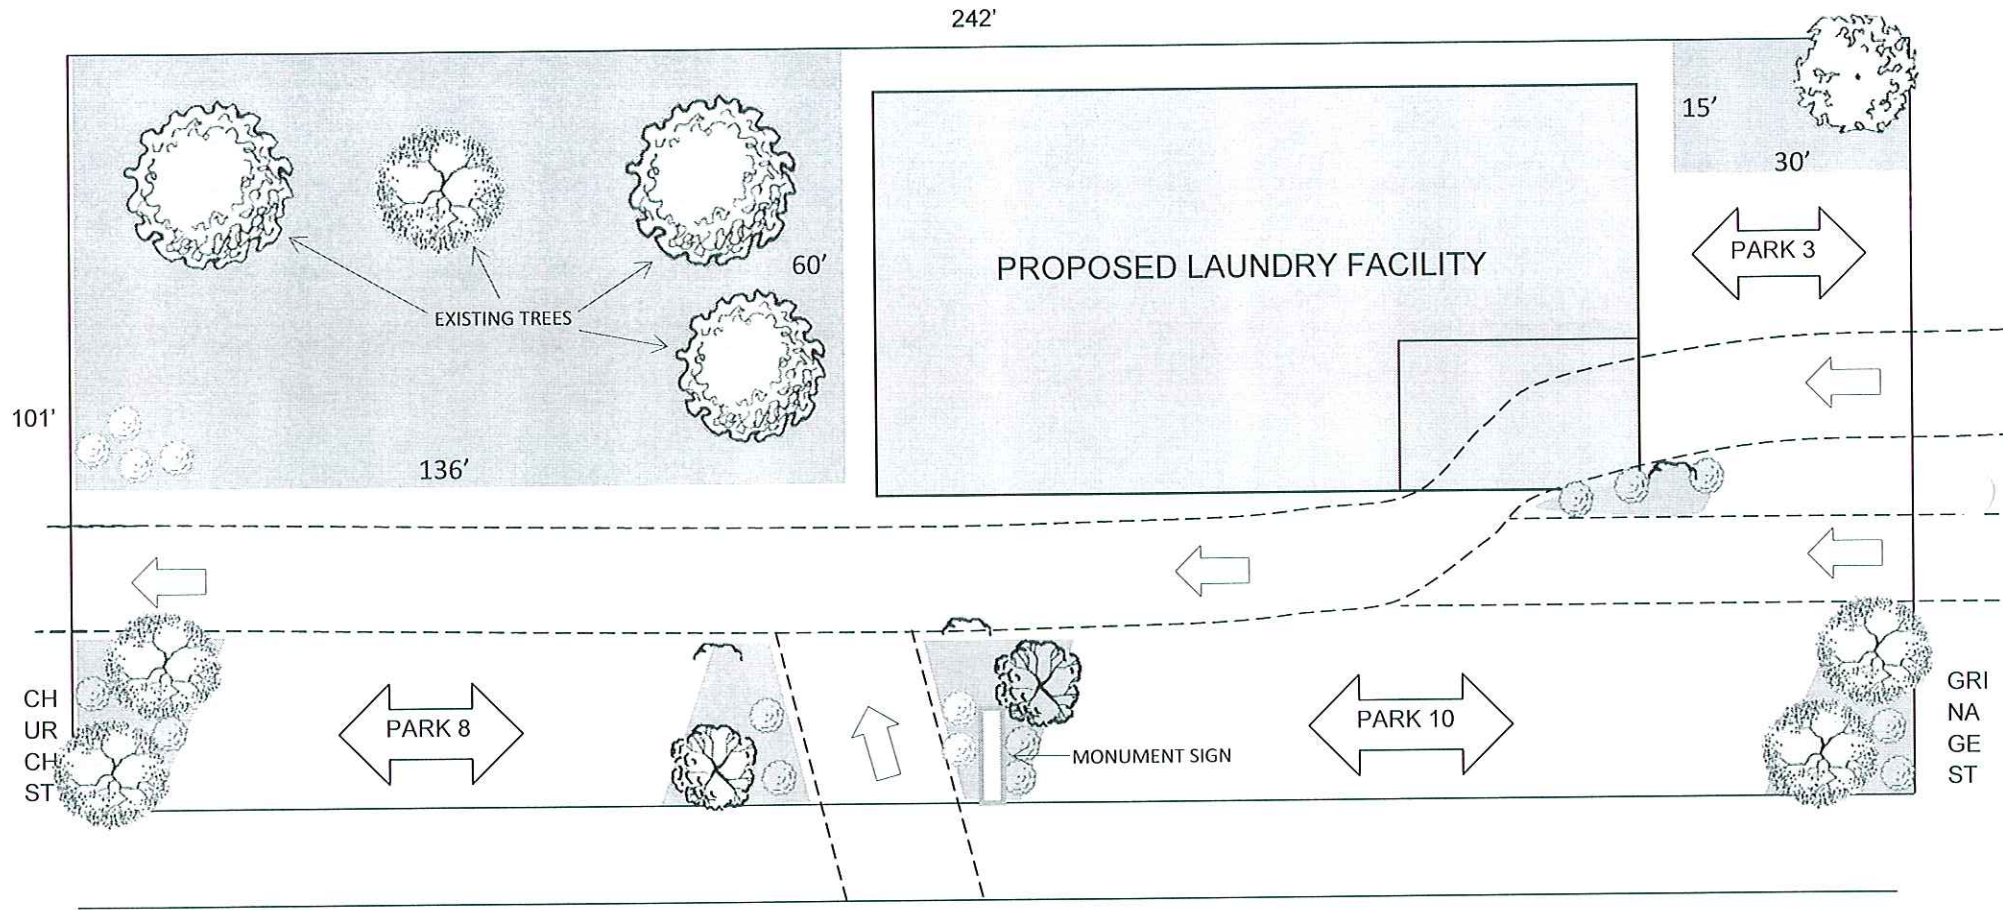 242'
15'
30'
PARK 3
PROPOSED LAUNDRY FACILITY
60'
EXISTING TREES
101'
136'
CH
UR
CH
ST
PARK 8
MONUMENT SIGN
PARK 10
GRI
NA
GE
ST